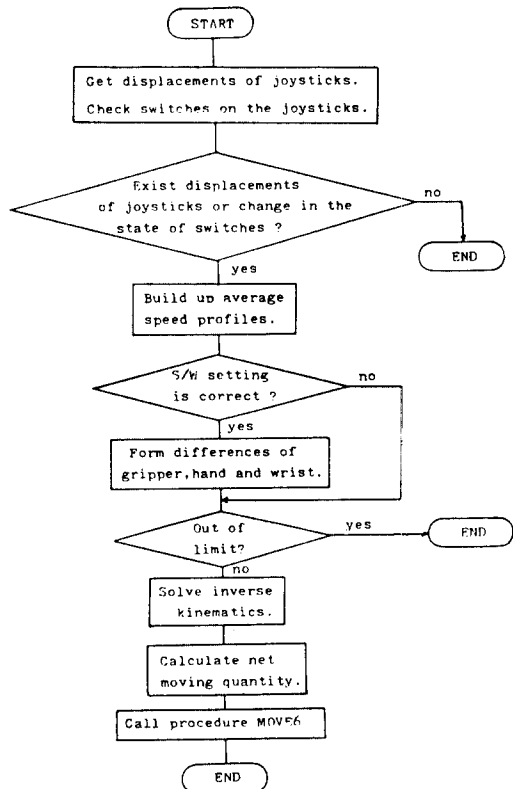 START
Get displacements of joysticks.
Check switches on the joysticks.
Exist displacements
of joysticks or change in the
state of switches ?
no
END
yes
Build up average
speed profiles.
S/W setting
is correct ?
no
yes
Form differences of
gripper,hand and wrist.
Out of
limit?
yes
END
no
Solve inverse
kinematics.
Calculate net
moving quantity.
Call procedure MOVE6
END